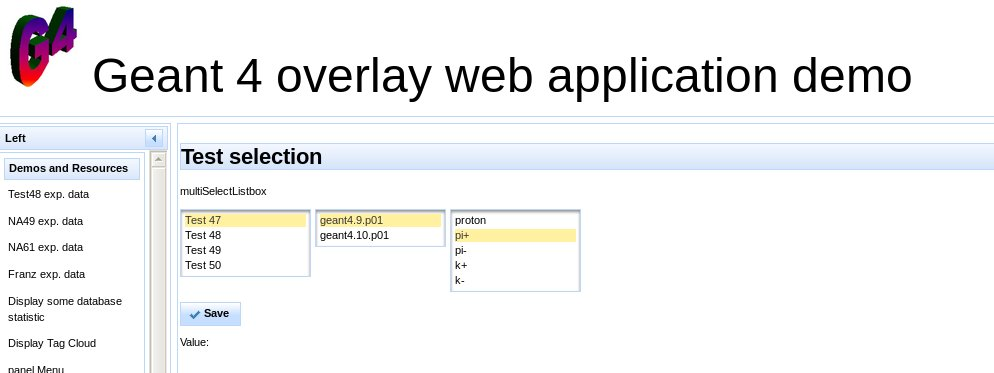 G4
Geant 4 overlay web application demo
Left
Demos and Resources
Test48 exp. data
NA49 exp. data
NA61 exp. data
Franz exp. data
Display some database
statistic
Display Tag Cloud
panel Menu
Test selection
multiSelectListbox
Test 47
Test 48
Test 49
Test 50
geant4.9.p01
geant4.10.p01
proton
pi+
pi-
k+
k-
Save
Value: